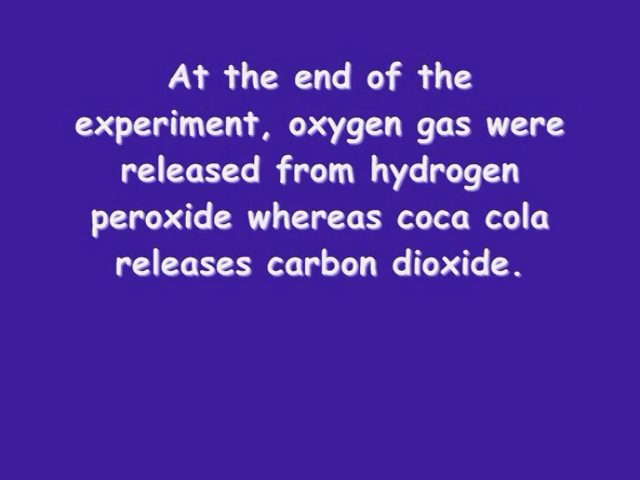 At the end of the
experiment, oxygen gas were
released from hydrogen
peroxide whereas coca cola
releases carbon dioxide.